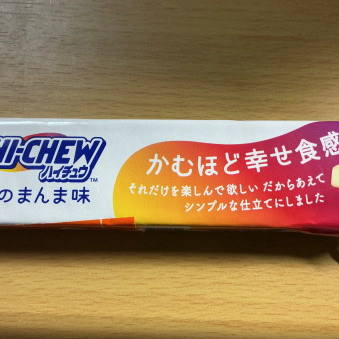 HI-CHEW
ハイチュウ
TM
のまんま味
かむほど幸せ食感
それだけを楽しんで欲しい だからあえて
シンプルな仕立てにしました